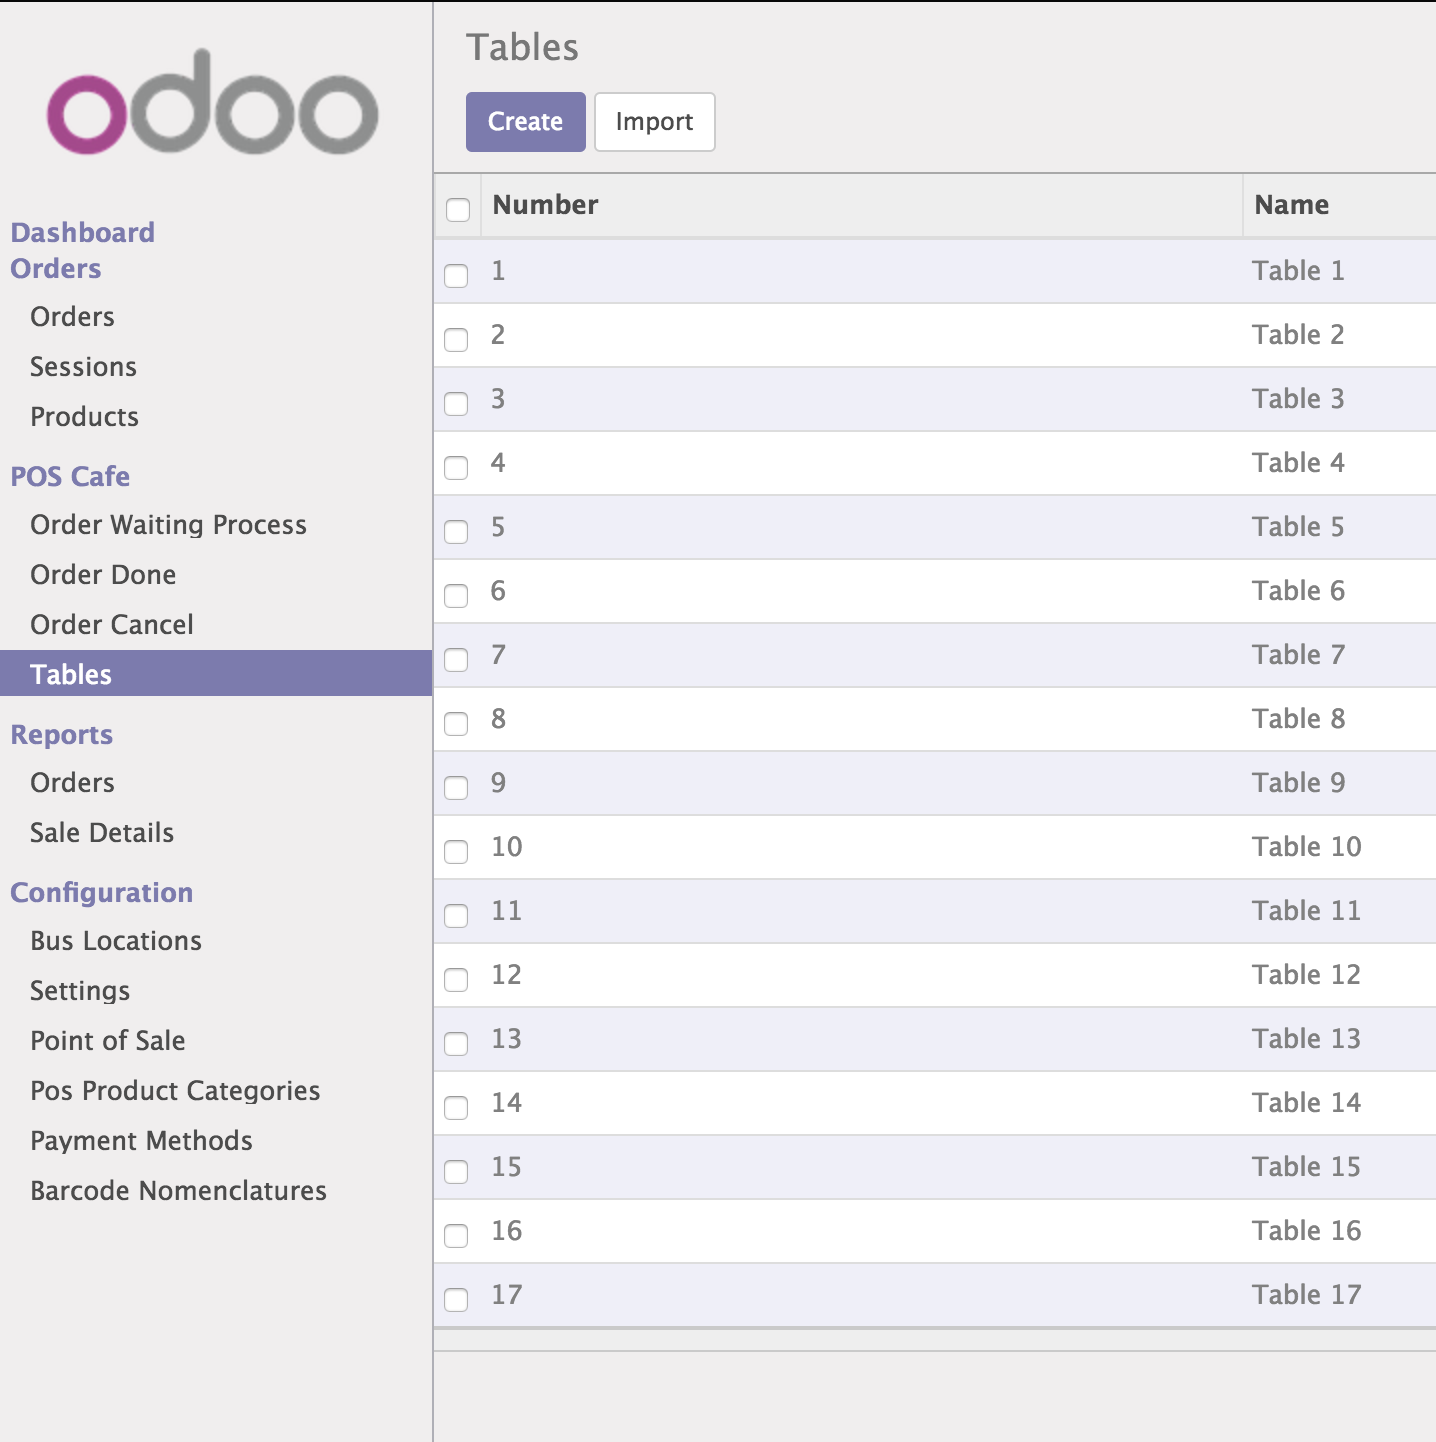 odoo
Dashboard
Orders
Orders
Sessions
Products
POS Cafe
Order Waiting Process
Order Done
Order Cancel
Tables
Reports
Orders
Sale Details
Configuration
Bus Locations
Settings
Point of Sale
Pos Product Categories
Payment Methods
Barcode Nomenclatures
Tables
Create Import
Number Name
1 Table 1
2 Table 2
3 Table 3
4 Table 4
5 Table 5
6 Table 6
7 Table 7
8 Table 8
9 Table 9
10 Table 10
11 Table 11
12 Table 12
13 Table 13
14 Table 14
15 Table 15
16 Table 16
17 Table 17